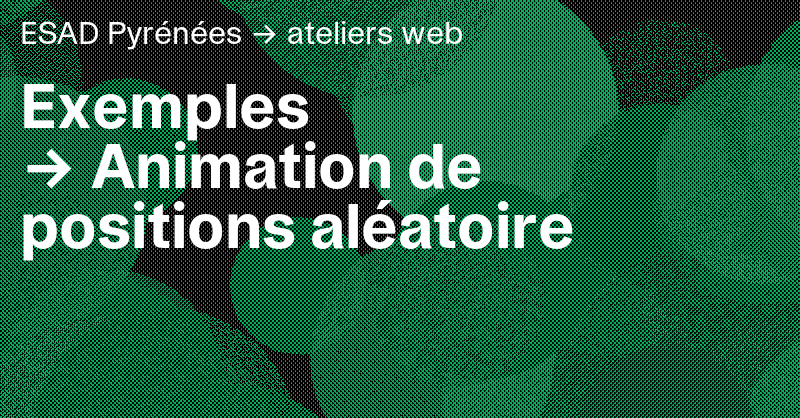 ESAD Pyrénées → ateliers web
Exemples
→ Animation de
positions aléatoire